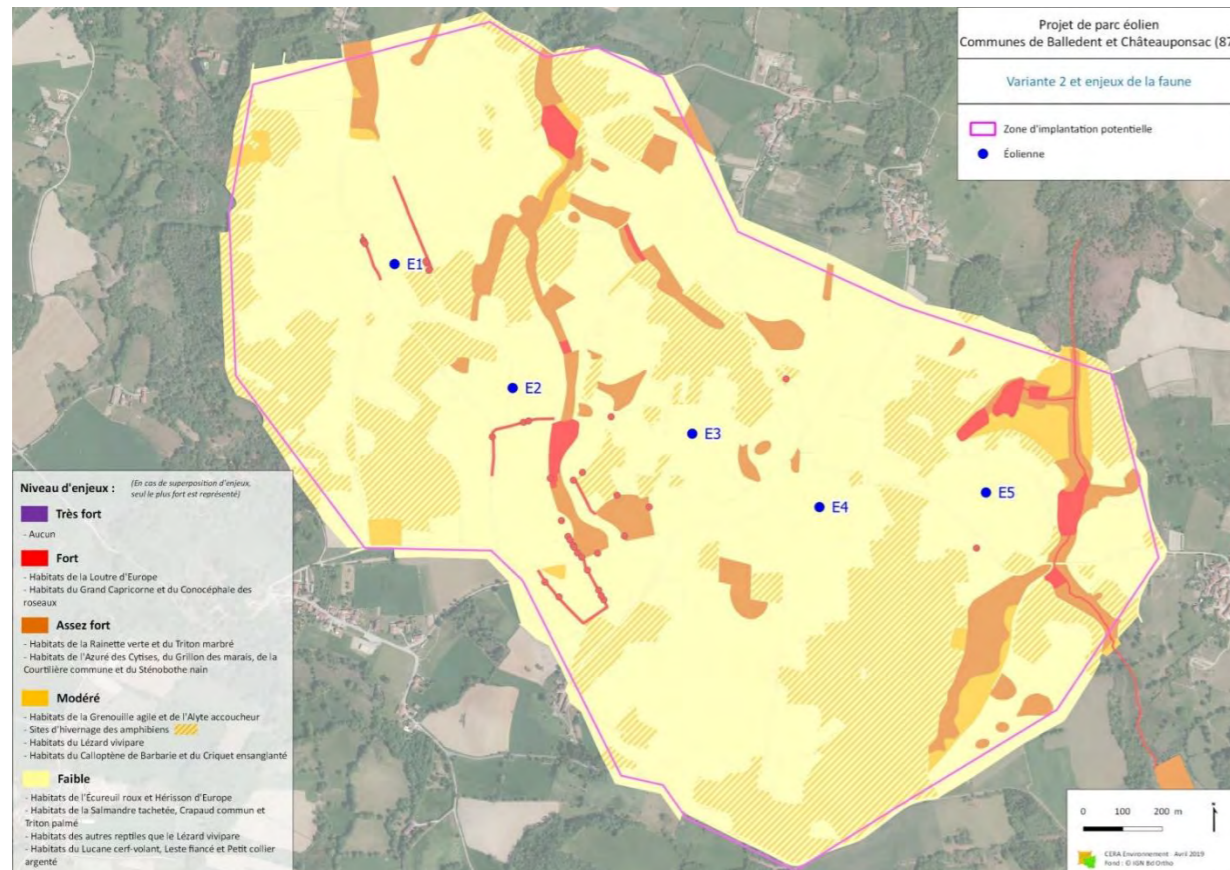 Projet de parc éolien
Communes de Balledent et Châteauponsac (87
Variante 2 et enjeux de la faune
Zone d'implantation potentielle
Éolienne
E1
E2
E3
E4
E5
Niveau d'enjeux :
(En cas de superposition d'enjeux,
seul le plus fort est représenté)
Très fort
- Aucun
Fort
- Habitats de la Loutre d'Europe
- Habitats du Grand Capricorne et du Conocéphale des
roseaux
Assez fort
- Habitats de la Rainette verte et du Triton marbré
- Habitats de l'Azuré des Cytises, du Grillon des marais, de la
Courtilière commune et du Sténobothe nain
Modéré
- Habitats de la Grenouille agile et de l'Alyte accoucheur
- Sites d'hivernage des amphibiens
- Habitats du Lézard vivipare
- Habitats du Calloptène de Barbarie et du Criquet ensanglanté
Faible
- Habitats de l'Écureuil roux et Hérisson d'Europe
- Habitats de la Salmandre tachetée, Crapaud commun et
Triton palmé
- Habitats des autres reptiles que le Lézard vivipare
- Habitats du Lucane cerf-volant, Leste fiancé et Petit collier
argenté
0 100 200 m
CERA Environnement Avril 2019
Fond : © IGN Bd Ortho